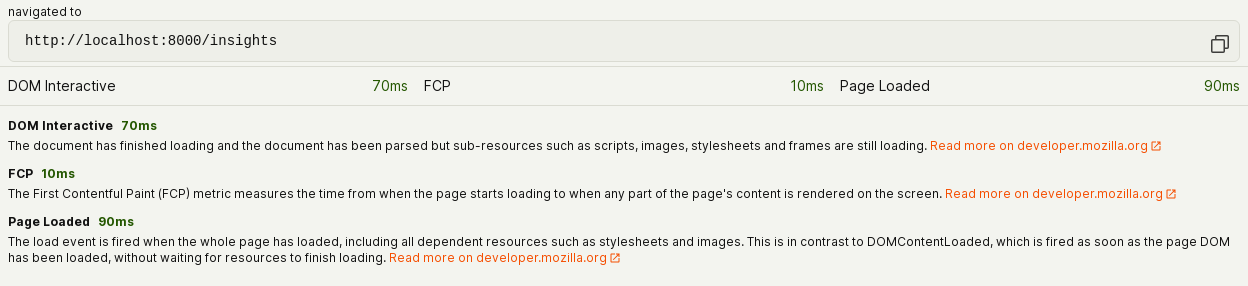 navigated to
http://localhost:8000/insights
DOM Interactive 70ms FCP 10ms Page Loaded 90ms
DOM Interactive 70ms
The document has finished loading and the document has been parsed but sub-resources such as scripts, images, stylesheets and frames are still loading. Read more on developer.mozilla.org
FCP 10ms
The First Contentful Paint (FCP) metric measures the time from when the page starts loading to when any part of the page's content is rendered on the screen. Read more on developer.mozilla.org
Page Loaded 90ms
The load event is fired when the whole page has loaded, including all dependent resources such as stylesheets and images. This is in contrast to DOMContentLoaded, which is fired as soon as the page DOM
has been loaded, without waiting for resources to finish loading. Read more on developer.mozilla.org